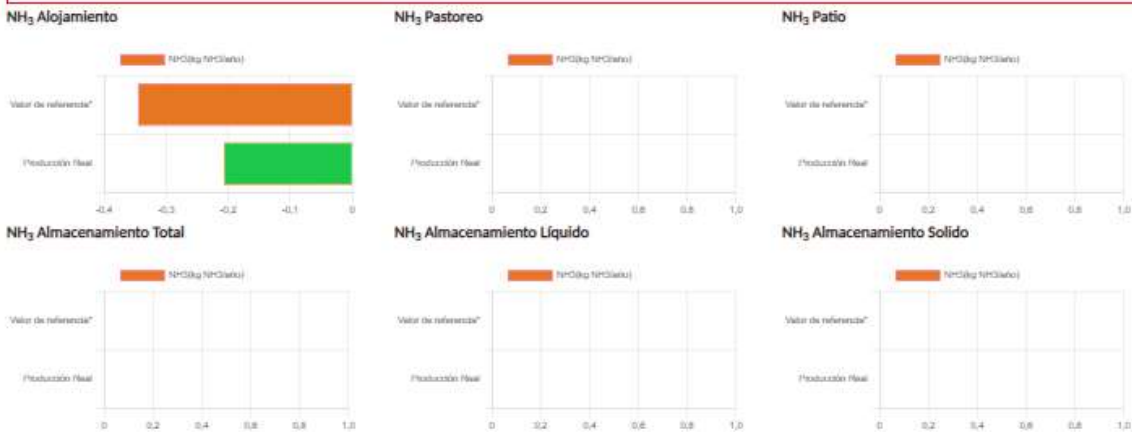 NH₃ Alojamiento
NH3(kg NH3/año)
Valor de referencia*
Producción Real
-0,4 -0,3 -0,2 -0,1 0
NH₃ Pastoreo
NH3(kg NH3/año)
Valor de referencia*
Producción Real
0 0,2 0,4 0,6 0,8 1,0
NH₃ Patio
NH3(kg NH3/año)
Valor de referencia*
Producción Real
0 0,2 0,4 0,6 0,8 1,0
NH₃ Almacenamiento Total
NH3(kg NH3/año)
Valor de referencia*
Producción Real
0 0,2 0,4 0,6 0,8 1,0
NH₃ Almacenamiento Líquido
NH3(kg NH3/año)
Valor de referencia*
Producción Real
0 0,2 0,4 0,6 0,8 1,0
NH₃ Almacenamiento Solido
NH3(kg NH3/año)
Valor de referencia*
Producción Real
0 0,2 0,4 0,6 0,8 1,0